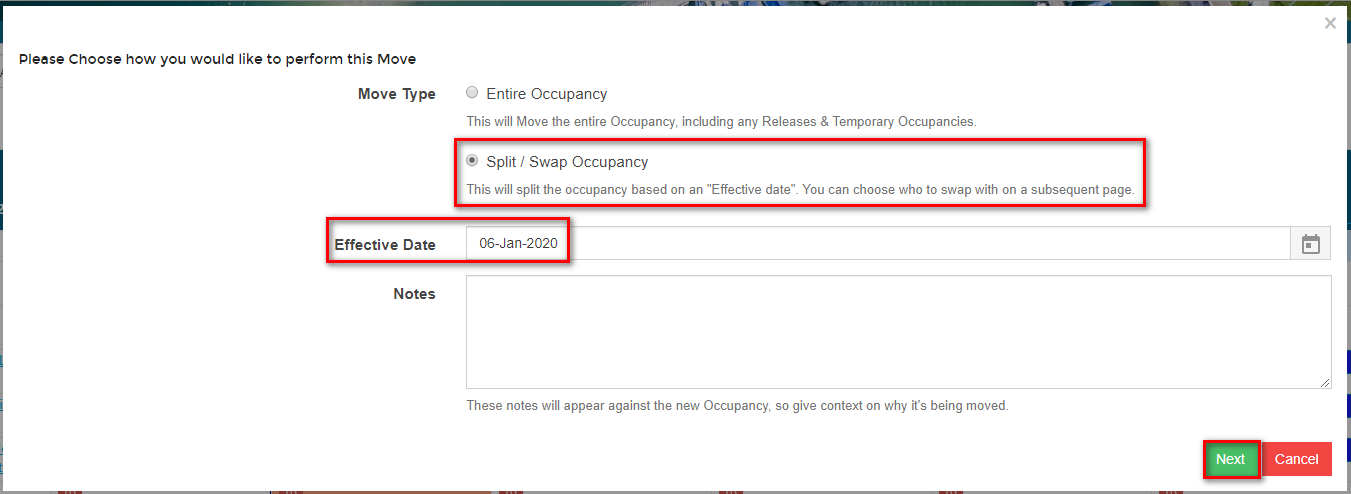 ×
Please Choose how you would like to perform this Move
Move Type
Entire Occupancy
This will Move the entire Occupancy, including any Releases & Temporary Occupancies.
Split / Swap Occupancy
This will split the occupancy based on an "Effective date". You can choose who to swap with on a subsequent page.
Effective Date 06-Jan-2020
Notes
These notes will appear against the new Occupancy, so give context on why it's being moved.
Next Cancel